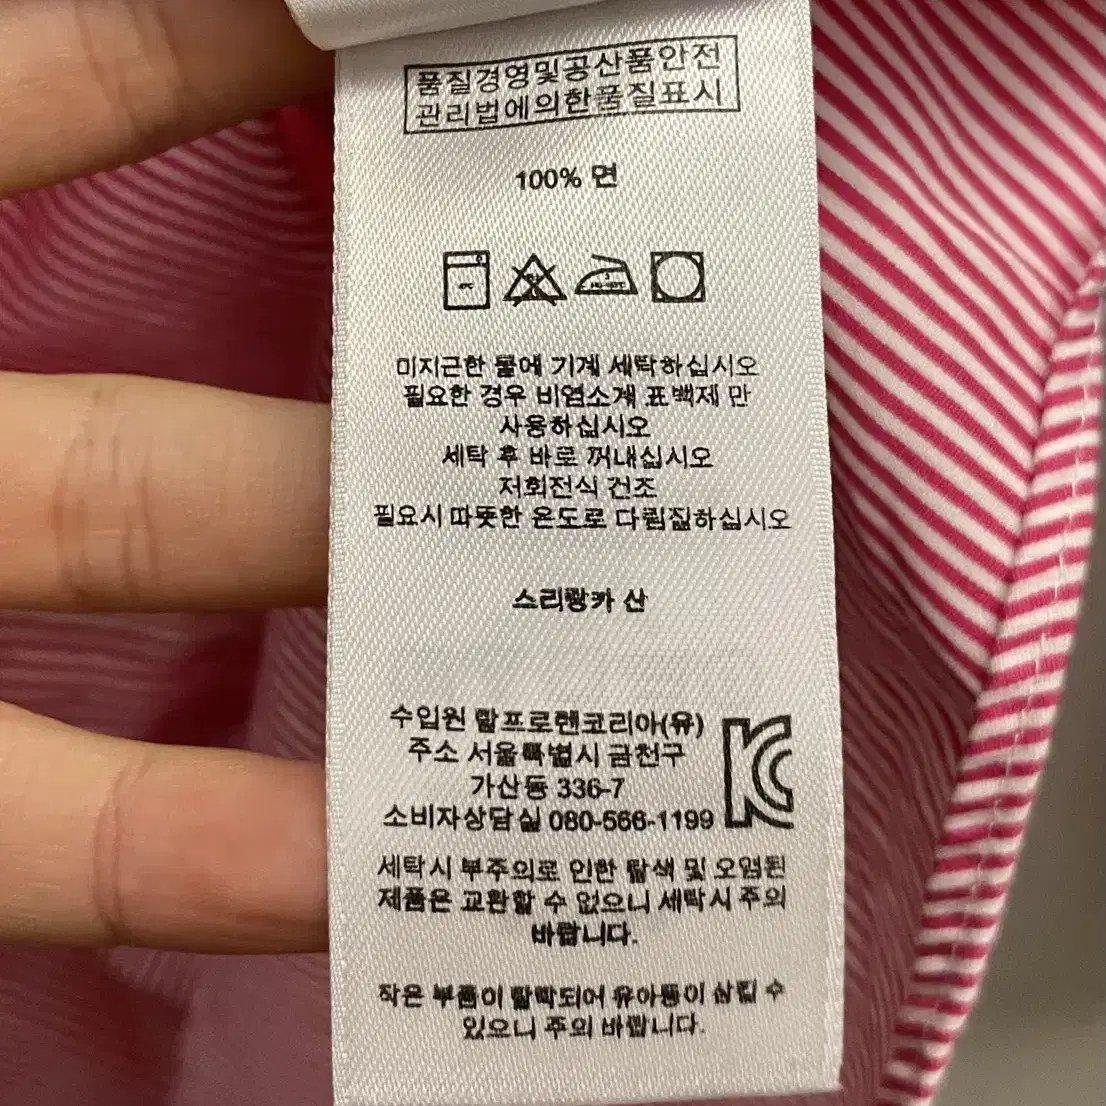 품질경영및공산품안전
관리법에의한품질표시
100% 면
미지근한 물에 기계 세탁하십시오
필요한 경우 비염소계 표백제 만
사용하십시오
세탁 후 바로 꺼내십시오
저회전식 건조
필요시 따뜻한 온도로 다림질하십시오
스리랑카 산
수입원 랄프로렌코리아(유)
주소 서울특별시 금천구
가산동 336-7
소비자상담실 080-566-1199
세탁시 부주의로 인한 탈색 및 오염된
제품은 교환할 수 없으니 세탁시 주의
바랍니다.
작은 부품이 탈락되어 유아등이 삼킬 수
있으니 주의 바랍니다.